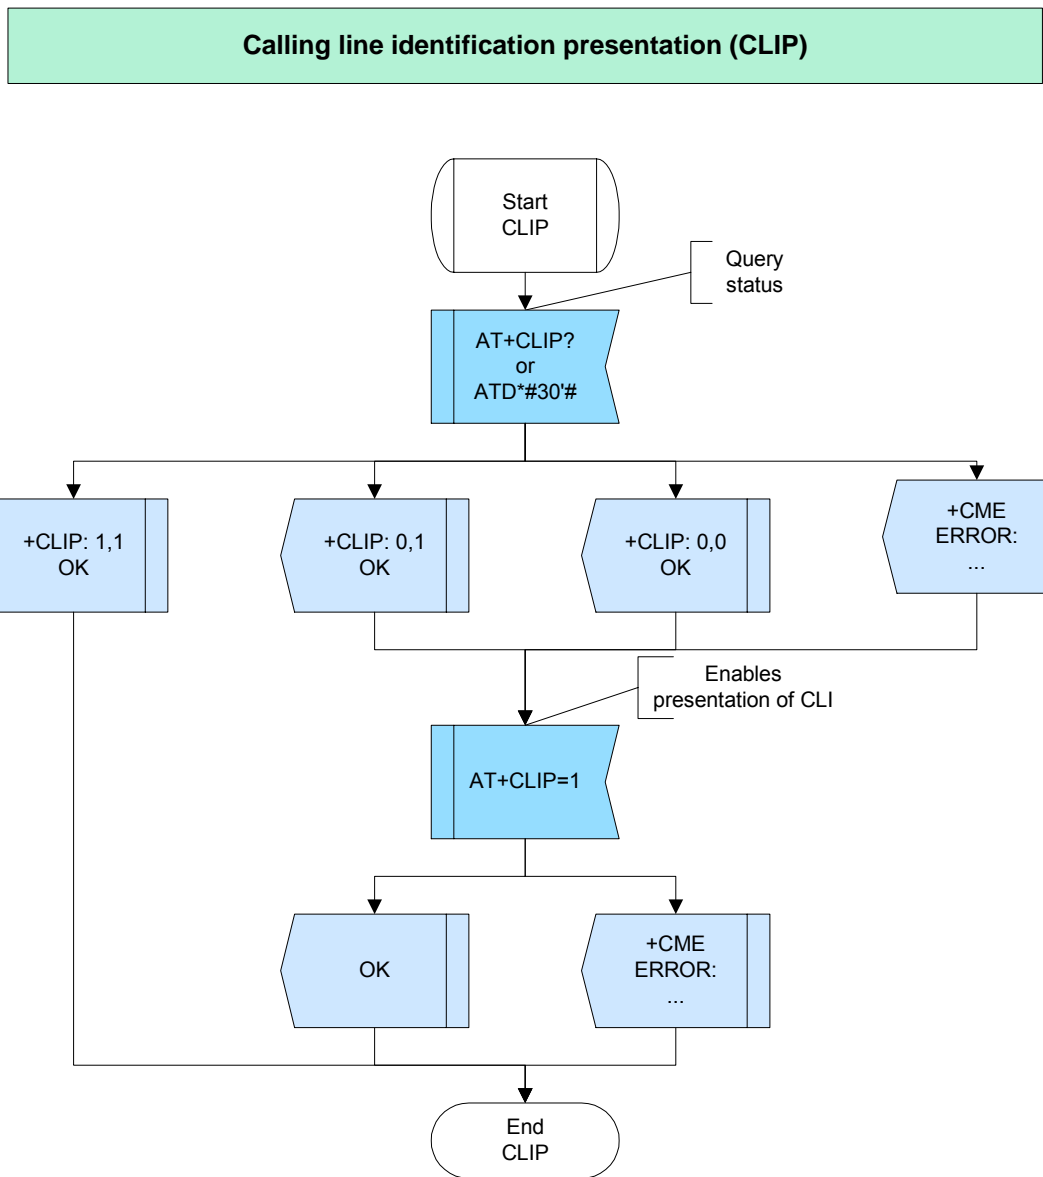 Calling line identification presentation (CLIP)
Start
CLIP
Query
status
AT+CLIP?
or
ATD*#30'#
+CLIP: 1,1
OK
+CLIP: 0,1
OK
+CLIP: 0,0
OK
+CME
ERROR:
...
Enables
presentation of CLI
AT+CLIP=1
OK
+CME
ERROR:
...
End
CLIP